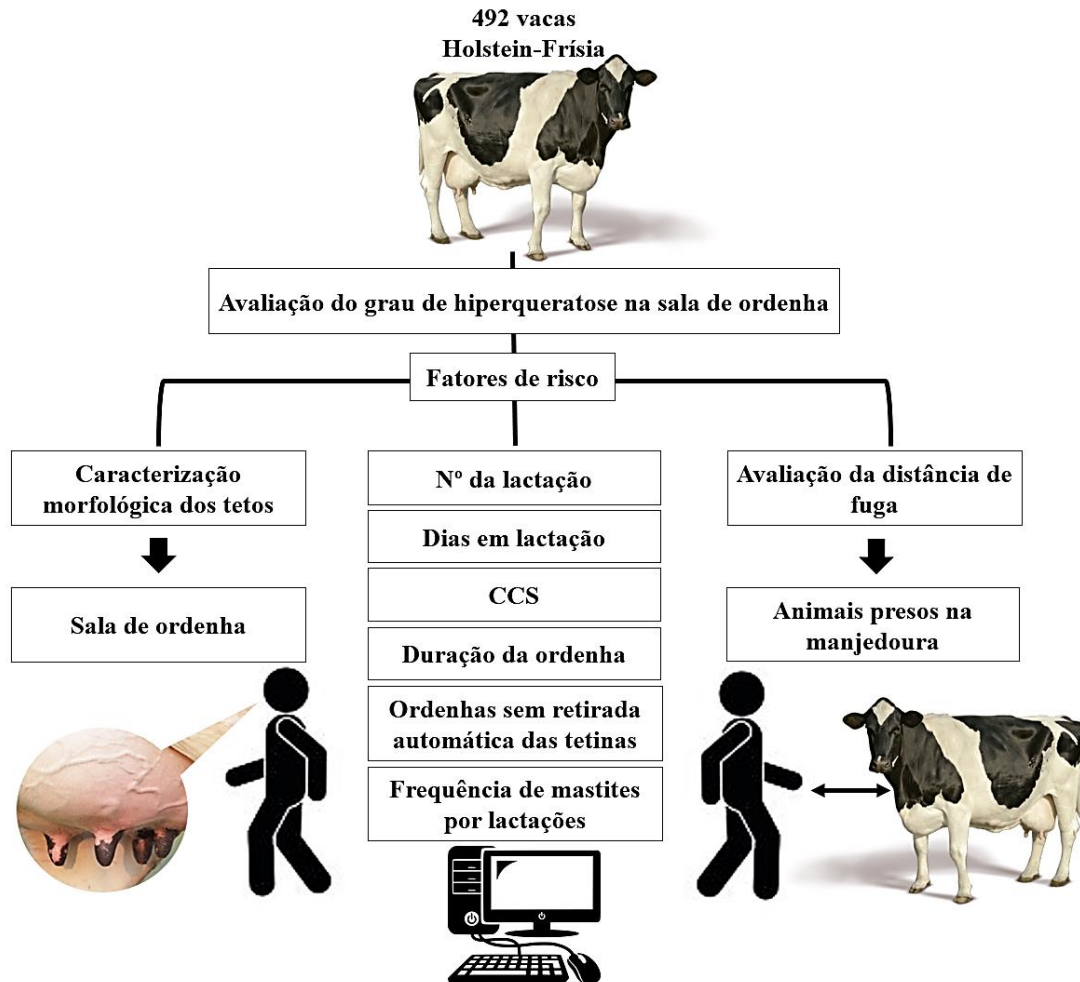 492 vacas
Holstein-Frísia
Avaliação do grau de hiperqueratose na sala de ordenha
Fatores de risco
Caracterização
morfológica dos tetos
Sala de ordenha
Nº da lactação
Dias em lactação
CCS
Duração da ordenha
Ordenhas sem retirada
automática das tetinas
Frequência de mastites
por lactações
Avaliação da distância de
fuga
Animais presos na
manjedoura